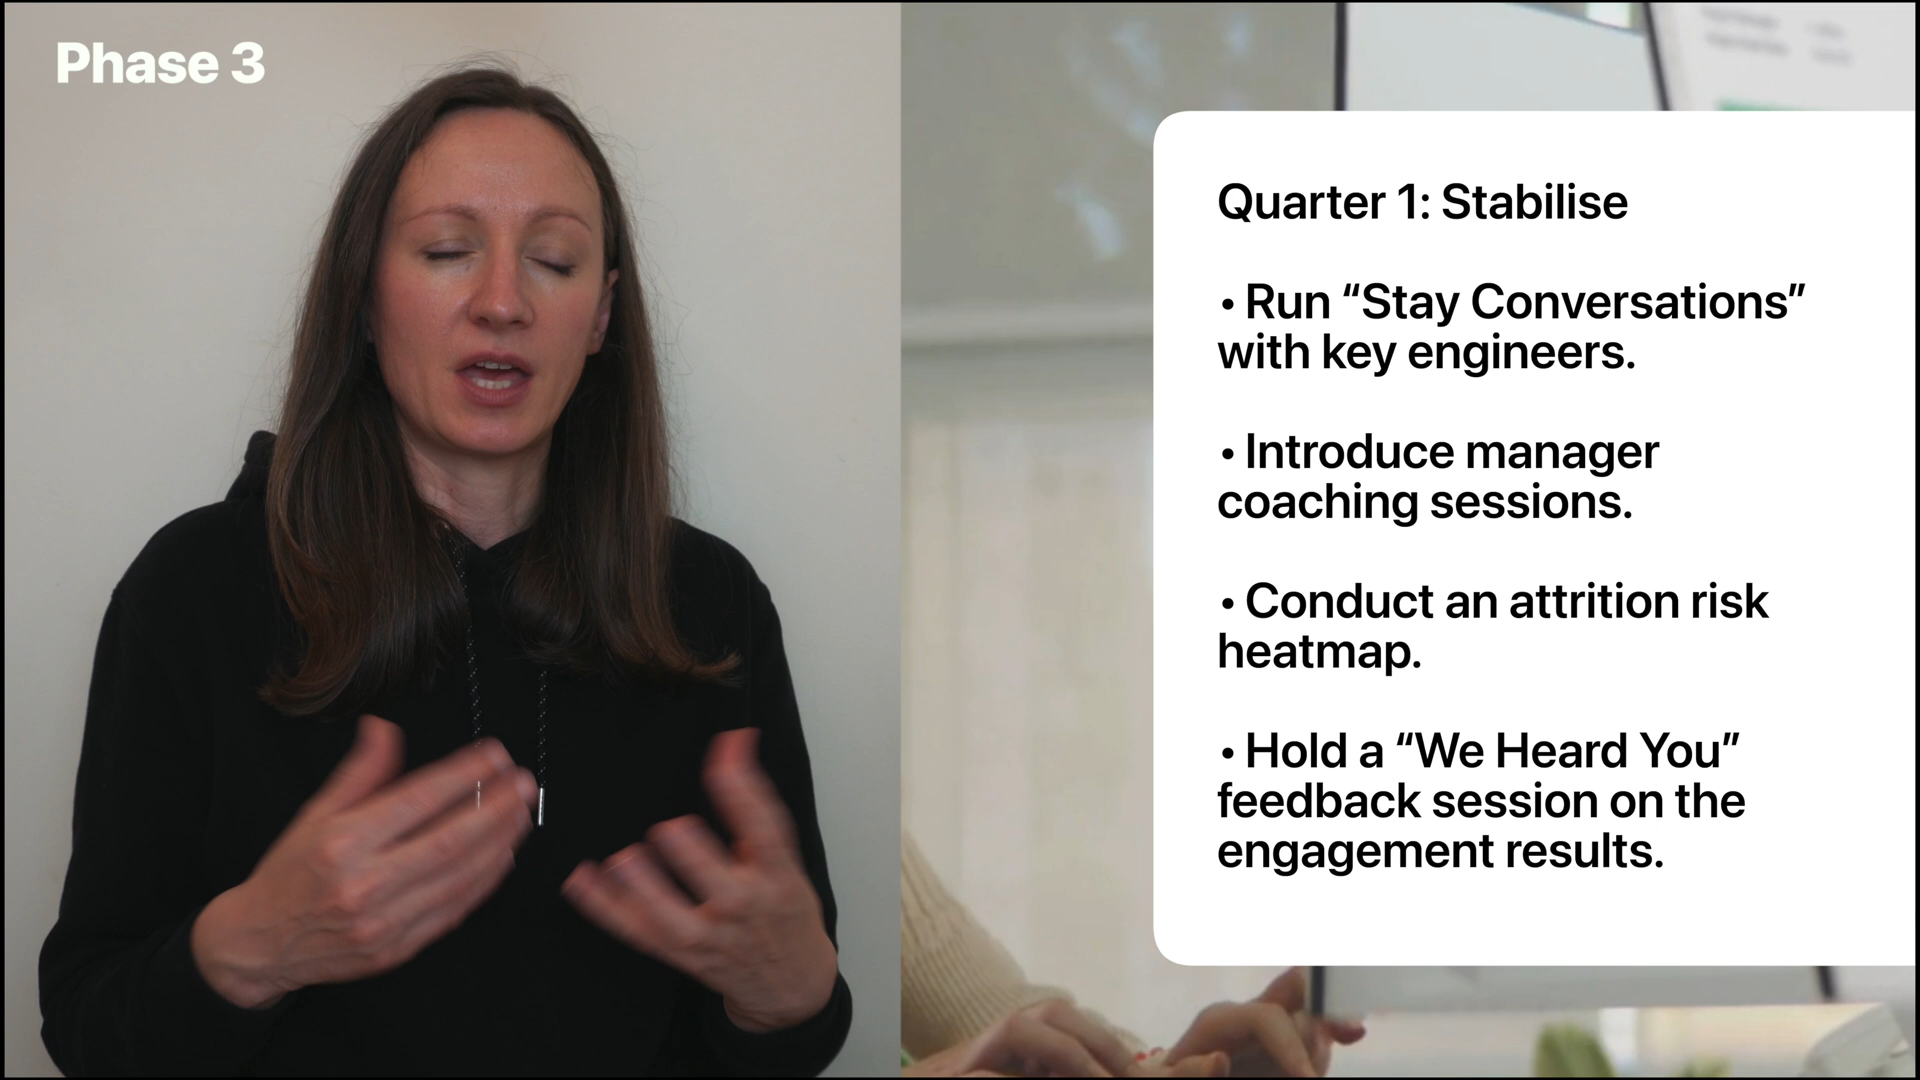 Phase 3
Quarter 1: Stabilise
• Run “Stay Conversations”
with key engineers.
• Introduce manager
coaching sessions.
• Conduct an attrition risk
heatmap.
• Hold a “We Heard You”
feedback session on the
engagement results.